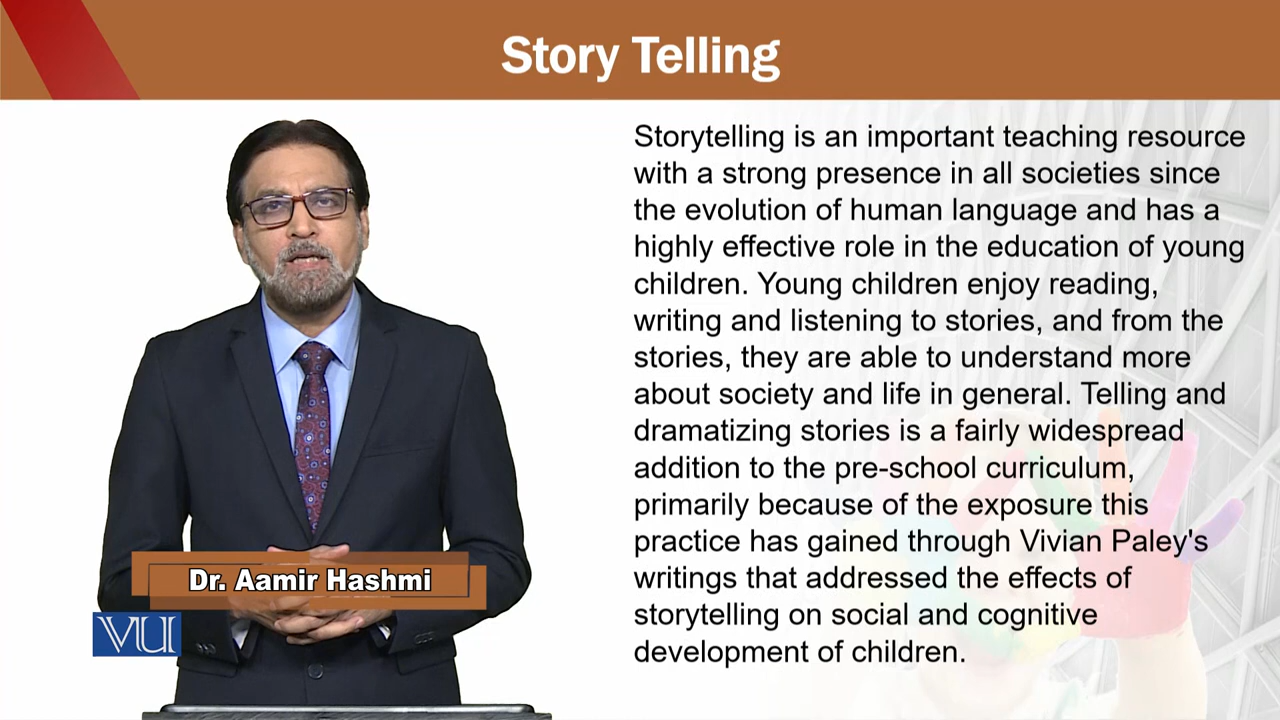 Story Telling
Storytelling is an important teaching resource
with a strong presence in all societies since
the evolution of human language and has a
highly effective role in the education of young
children. Young children enjoy reading,
writing and listening to stories, and from the
stories, they are able to understand more
about society and life in general. Telling and
dramatizing stories is a fairly widespread
addition to the pre-school curriculum,
primarily because of the exposure this
practice has gained through Vivian Paley's
writings that addressed the effects of
storytelling on social and cognitive
development of children.
Dr. Aamir Hashmi
VU